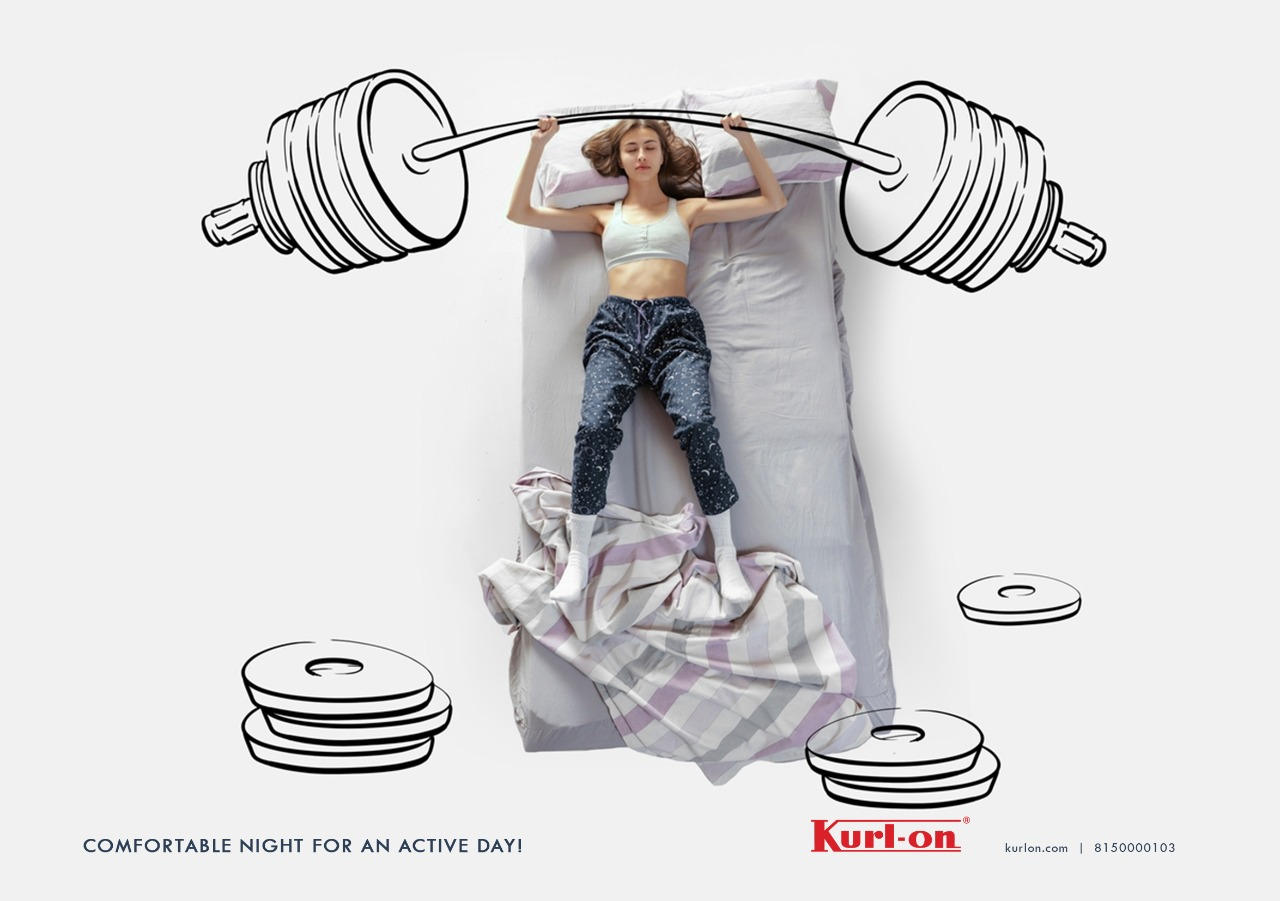 COMFORTABLE NIGHT FOR AN ACTIVE DAY!
Kurl-on®
kurlon.com | 8150000103